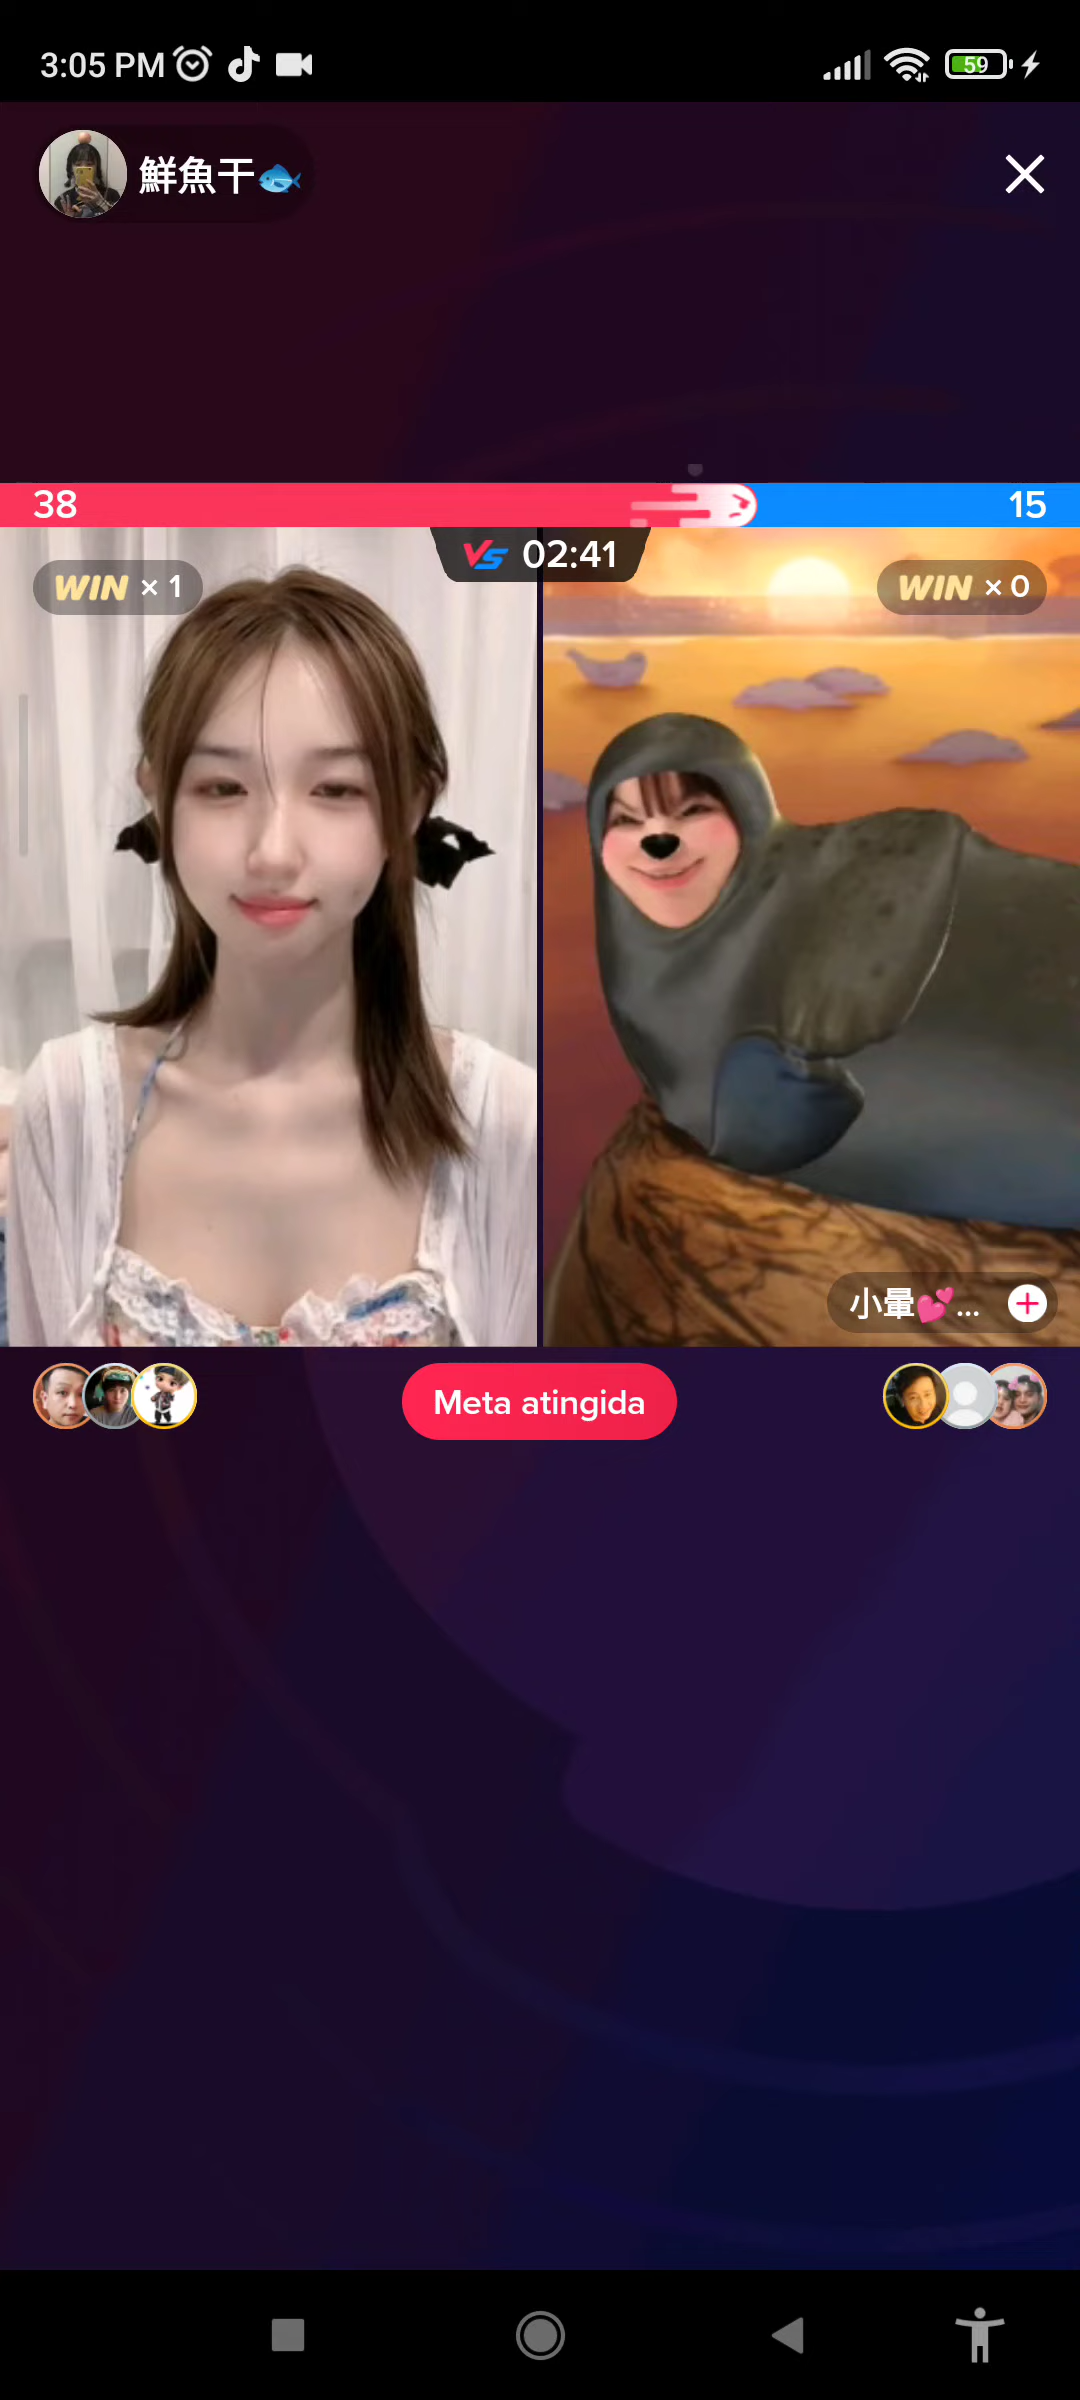 3:05 PM
59
鮮魚干🐟
38
15
VS 02:41
WIN × 1
WIN × 0
小暈💕...
Meta atingida